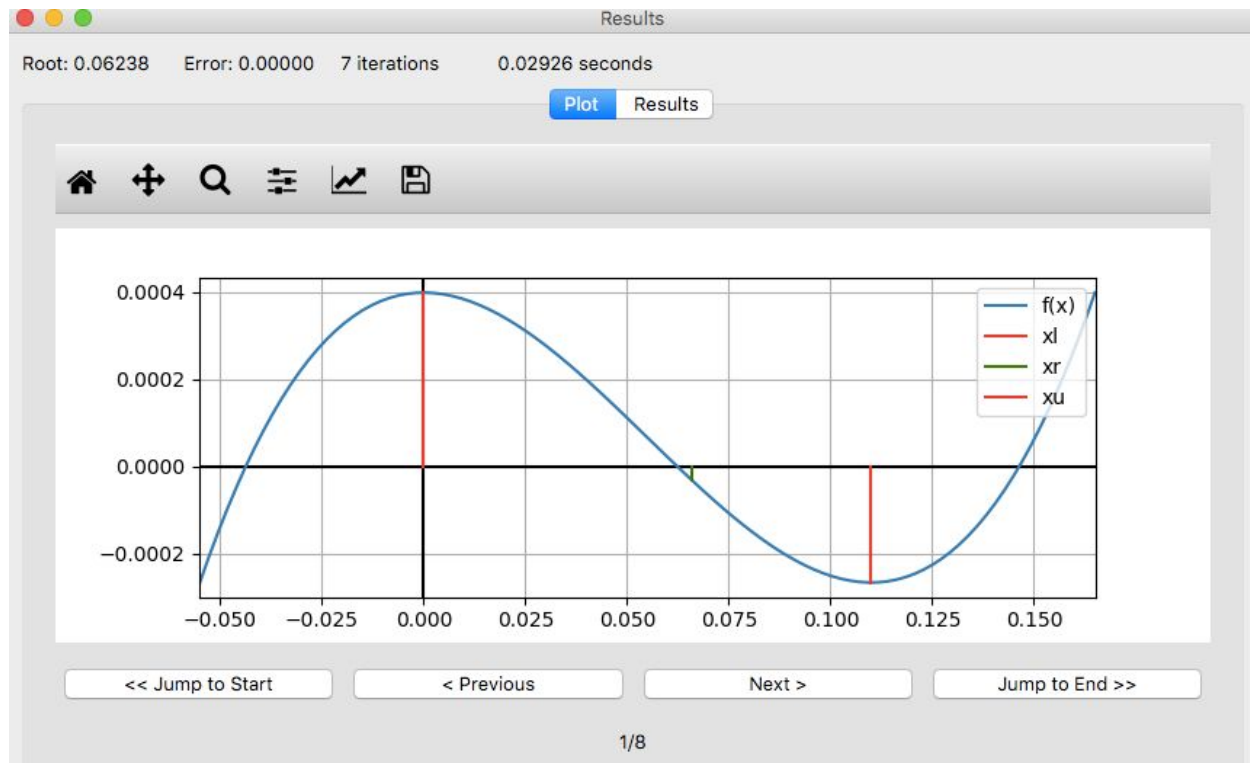 Results
Root: 0.06238 Error: 0.00000 7 iterations 0.02926 seconds
Plot Results
0.0004
0.0002
0.0000
−0.0002
−0.050 −0.025 0.000 0.025 0.050 0.075 0.100 0.125 0.150
f(x)
xl
xr
xu
<< Jump to Start < Previous Next > Jump to End >>
1/8